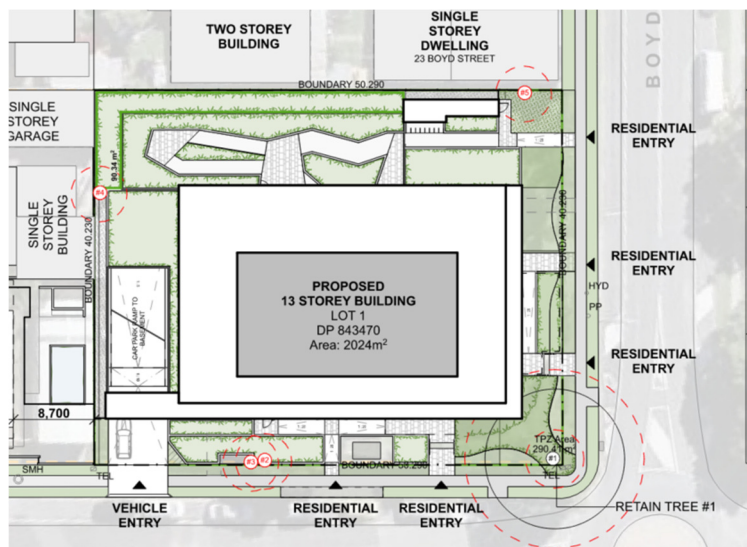 TWO STOREY
BUILDING
SINGLE
STOREY
DWELLING
23 BOYD STREET
BOYD
BOUNDARY 50.290
#5
SINGLE
STOREY
GARAGE
RESIDENTIAL
ENTRY
90.34 m²
#4
SINGLE
STOREY
BUILDING
BOUNDARY 40.230
BOUNDARY 40.230
RESIDENTIAL
ENTRY
PROPOSED
13 STOREY BUILDING
LOT 1
DP 843470
Area: 2024m²
HYD
PP
CAR PARK RAMP TO
BASEMENT
RESIDENTIAL
ENTRY
8,700
TPZ Area
#3
#2
#1
SMH
TEL
TEL
VEHICLE
ENTRY
RESIDENTIAL
ENTRY
RESIDENTIAL
ENTRY
RETAIN TREE #1